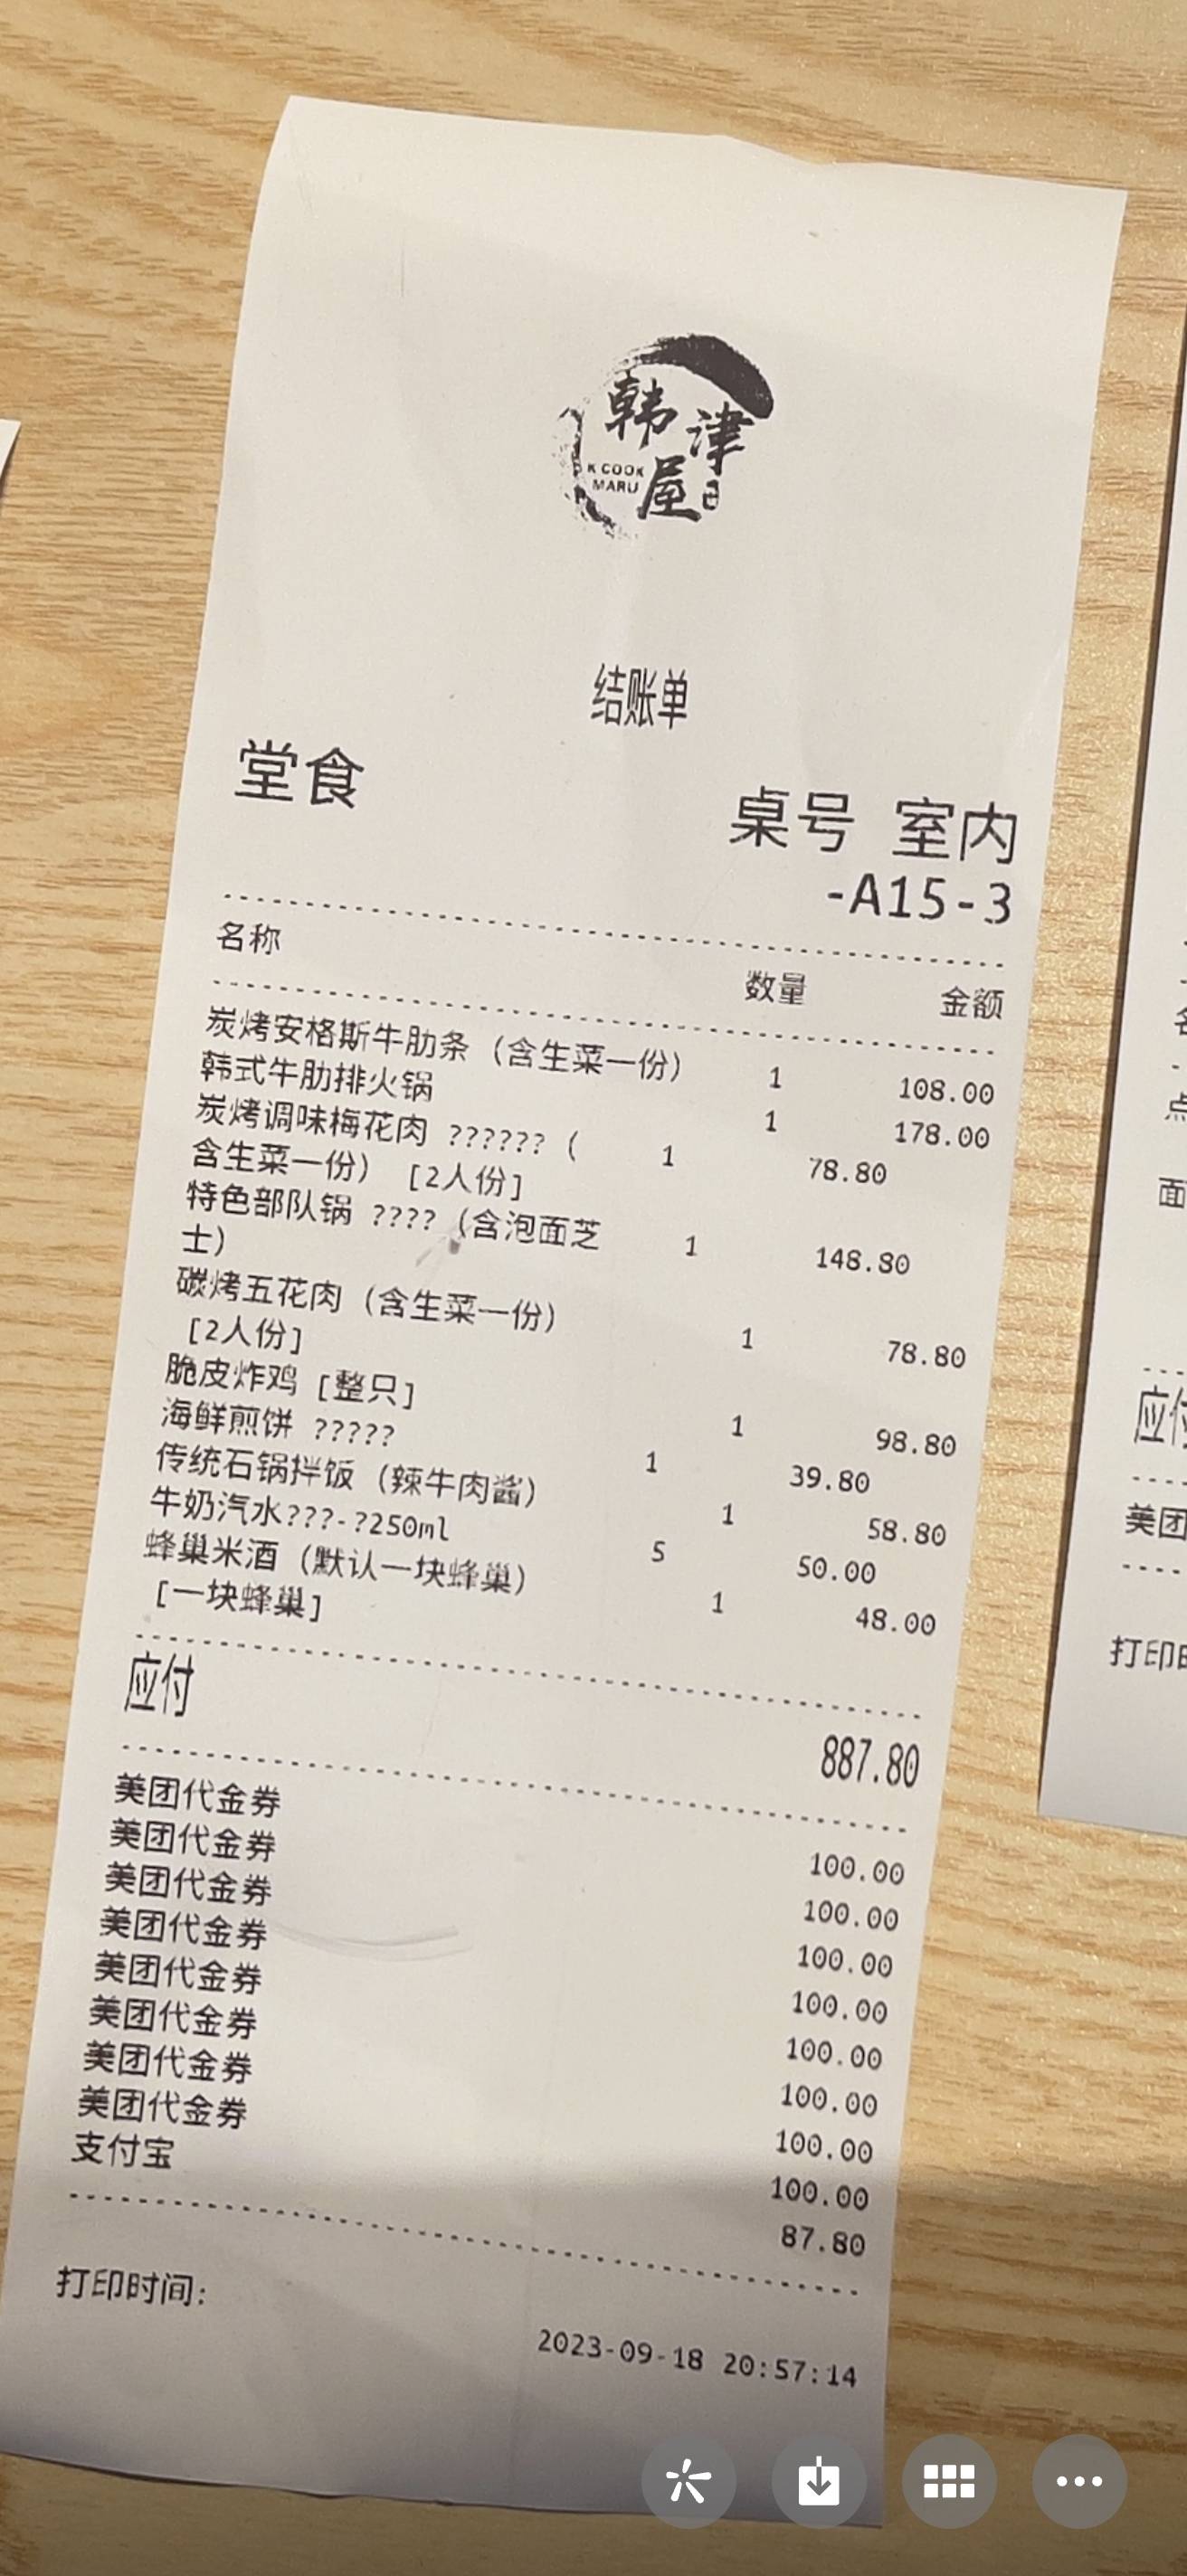 韩津
屋
K COOK
MARU
结账单
堂食
桌号 室内
-A15-3
名称 数量 金额
炭烤安格斯牛肋条（含生菜一份） 1 108.00
韩式牛肋排火锅 1 178.00
炭烤调味梅花肉 ??????（ 1 78.80
含生菜一份） [2人份]
特色部队锅 ????（含泡面芝 1 148.80
士）
碳烤五花肉（含生菜一份） 1 78.80
[2人份]
脆皮炸鸡 [整只] 1 98.80
海鲜煎饼 ????? 1 39.80
传统石锅拌饭（辣牛肉酱） 1 58.80
牛奶汽水???-?250ml 5 50.00
蜂巢米酒（默认一块蜂巢） 1 48.00
[一块蜂巢]
应付 887.80
美团代金券 100.00
美团代金券 100.00
美团代金券 100.00
美团代金券 100.00
美团代金券 100.00
美团代金券 100.00
美团代金券 100.00
美团代金券 100.00
支付宝 87.80
打印时间:
2023-09-18 20:57:14
面
应付
美团
打印